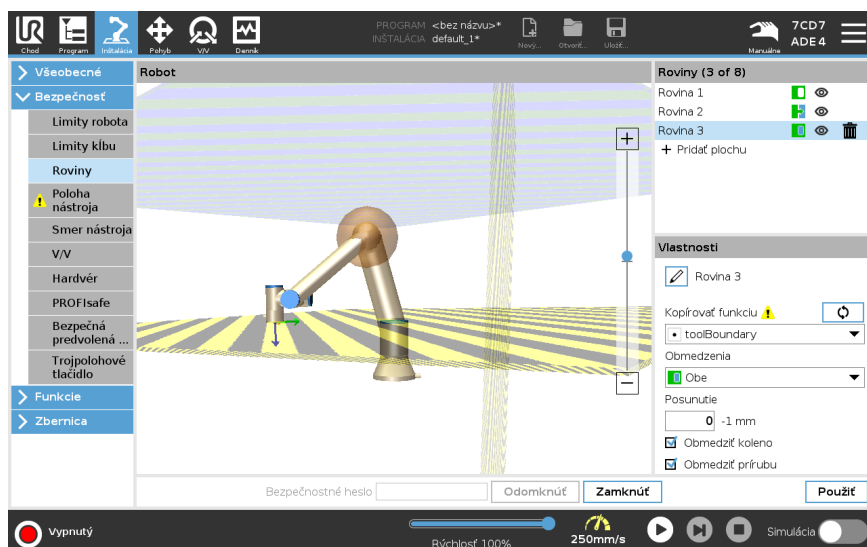 PROGRAM <bez názvu>*
INŠTALÁCIA default_1*
Chod
Program
Inštalácia
Pohyb
V/V
Denník
Nový...
Otvoriť...
Uložiť...
Manuálne
7CD7
ADE4
Všeobecné
Bezpečnosť
Limity robota
Limity kĺbu
Roviny
Poloha
nástroja
Smer nástroja
V/V
Hardvér
PROFIsafe
Bezpečná
predvolená ...
Trojpolohové
tlačidlo
Funkcie
Zbernica
Robot
Roviny (3 of 8)
Rovina 1
Rovina 2
Rovina 3
+ Pridať plochu
Vlastnosti
Rovina 3
Kopírovať funkciu
toolBoundary
Obmedzenia
Obe
Posunutie
0 -1 mm
Obmedziť koleno
Obmedziť prírubu
Bezpečnostné heslo
Odomknúť
Zamknúť
Použiť
Vypnutý
Rýchlosť 100%
250mm/s
Simulácia